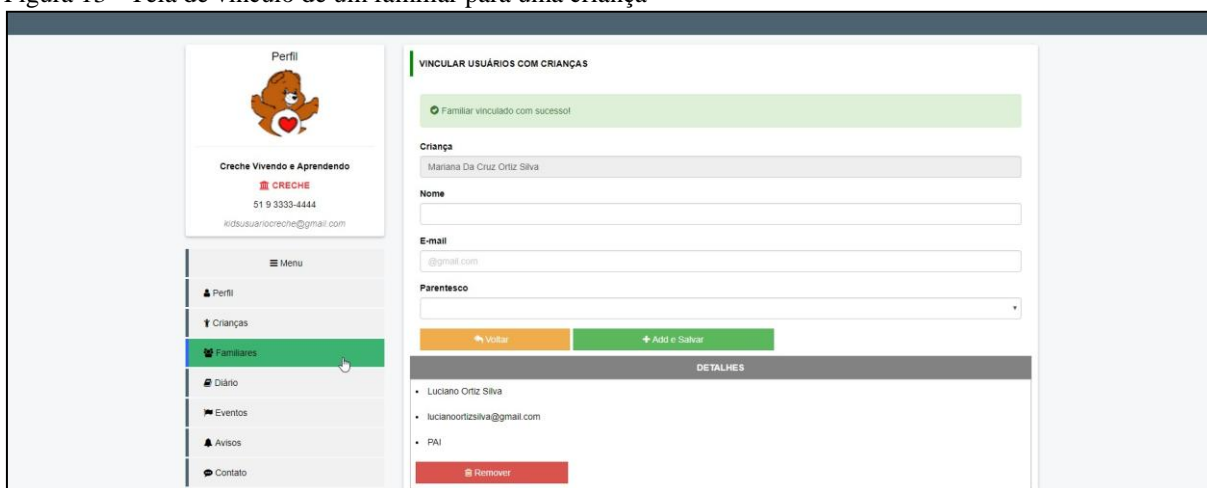 Figura 13 - Tela de vínculo de um familiar para uma criança
Perfil
Creche Vivendo e Aprendendo
CRECHE
51 9 3333-4444
kidsusuariocreche@gmail.com
Menu
Perfil
Crianças
Familiares
Diário
Eventos
Avisos
Contato
VINCULAR USUÁRIOS COM CRIANÇAS
Familiar vinculado com sucesso!
Criança
Mariana Da Cruz Ortiz Silva
Nome
E-mail
@gmail.com
Parentesco
Voltar
+ Add e Salvar
DETALHES
• Luciano Ortiz Silva
• lucianoortizsilva@gmail.com
• PAI
Remover